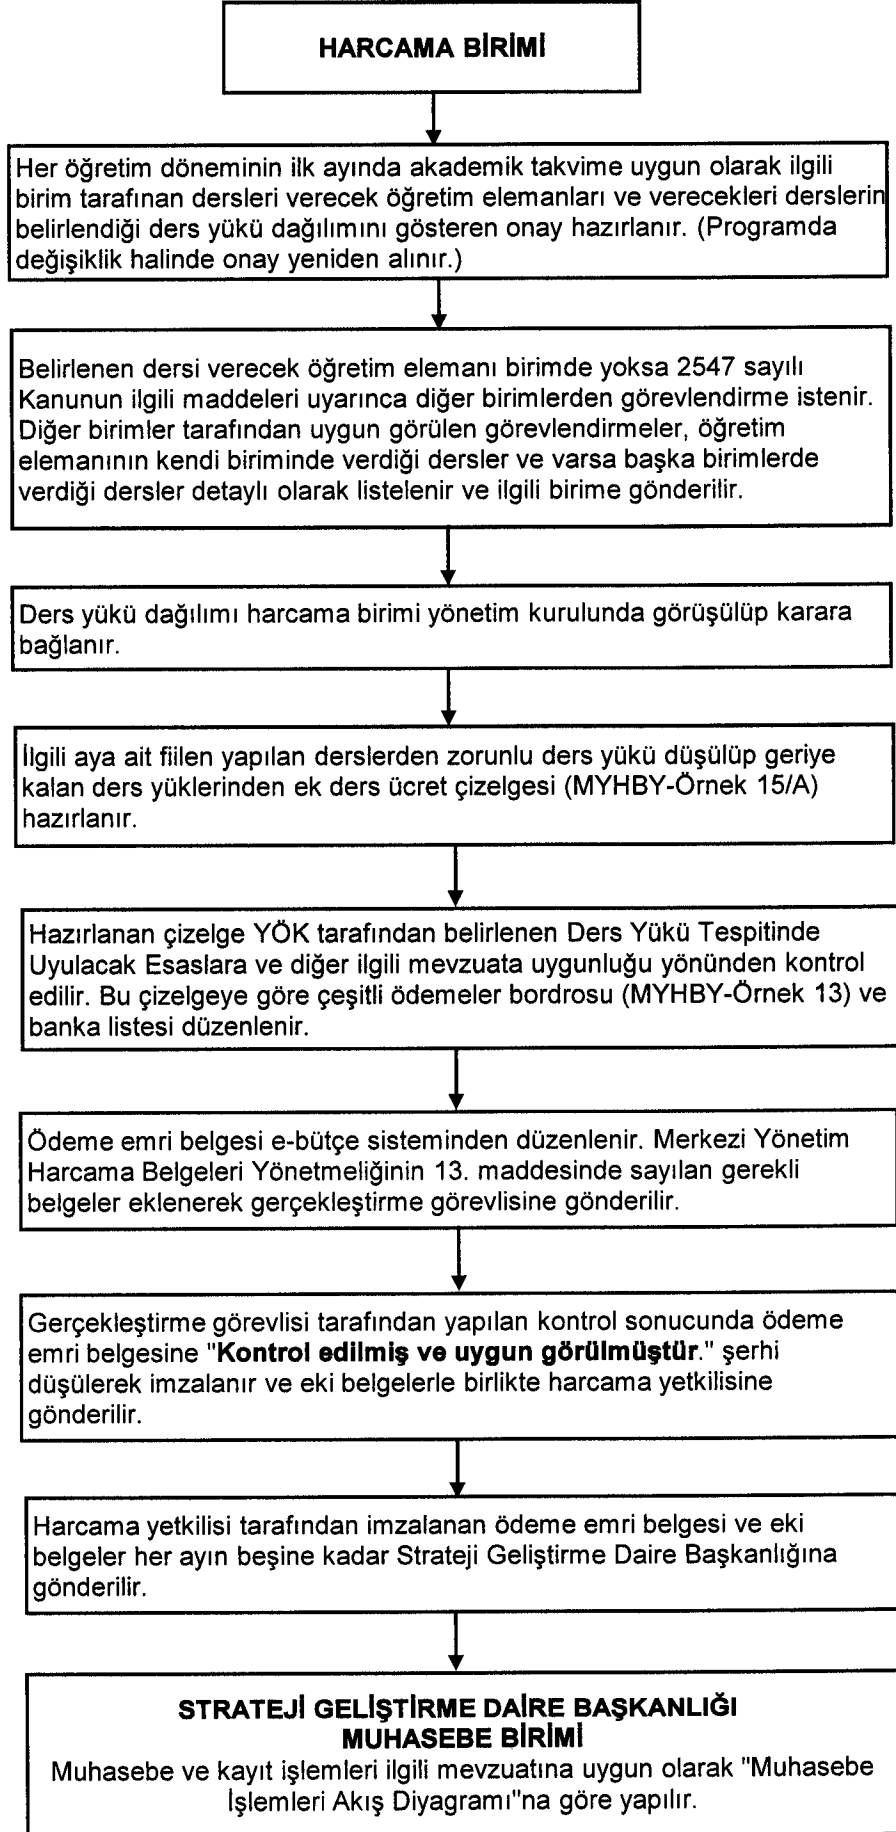 HARCAMA BİRİMİ
Her öğretim döneminin ilk ayında akademik takvime uygun olarak ilgili
birim tarafınan dersleri verecek öğretim elemanları ve verecekleri derslerin
belirlendiği ders yükü dağılımını gösteren onay hazırlanır. (Programda
değişiklik halinde onay yeniden alınır.)
Belirlenen dersi verecek öğretim elemanı birimde yoksa 2547 sayılı
Kanunun ilgili maddeleri uyarınca diğer birimlerden görevlendirme istenir.
Diğer birimler tarafından uygun görülen görevlendirmeler, öğretim
elemanının kendi biriminde verdiği dersler ve varsa başka birimlerde
verdiği dersler detaylı olarak listelenir ve ilgili birime gönderilir.
Ders yükü dağılımı harcama birimi yönetim kurulunda görüşülüp karara
bağlanır.
İlgili aya ait fiilen yapılan derslerden zorunlu ders yükü düşülüp geriye
kalan ders yüklerinden ek ders ücret çizelgesi (MYHBY-Örnek 15/A)
hazırlanır.
Hazırlanan çizelge YÖK tarafından belirlenen Ders Yükü Tespitinde
Uyulacak Esaslara ve diğer ilgili mevzuata uygunluğu yönünden kontrol
edilir. Bu çizelgeye göre çeşitli ödemeler bordrosu (MYHBY-Örnek 13) ve
banka listesi düzenlenir.
Ödeme emri belgesi e-bütçe sisteminden düzenlenir. Merkezi Yönetim
Harcama Belgeleri Yönetmeliğinin 13. maddesinde sayılan gerekli
belgeler eklenerek gerçekleştirme görevlisine gönderilir.
Gerçekleştirme görevlisi tarafından yapılan kontrol sonucunda ödeme
emri belgesine "Kontrol edilmiş ve uygun görülmüştür." şerhi
düşülerek imzalanır ve eki belgelerle birlikte harcama yetkilisine
gönderilir.
Harcama yetkilisi tarafından imzalanan ödeme emri belgesi ve eki
belgeler her ayın beşine kadar Strateji Geliştirme Daire Başkanlığına
gönderilir.
STRATEJİ GELİŞTİRME DAİRE BAŞKANLIĞI
MUHASEBE BİRİMİ
Muhasebe ve kayıt işlemleri ilgili mevzuatına uygun olarak "Muhasebe
İşlemleri Akış Diyagramı"na göre yapılır.